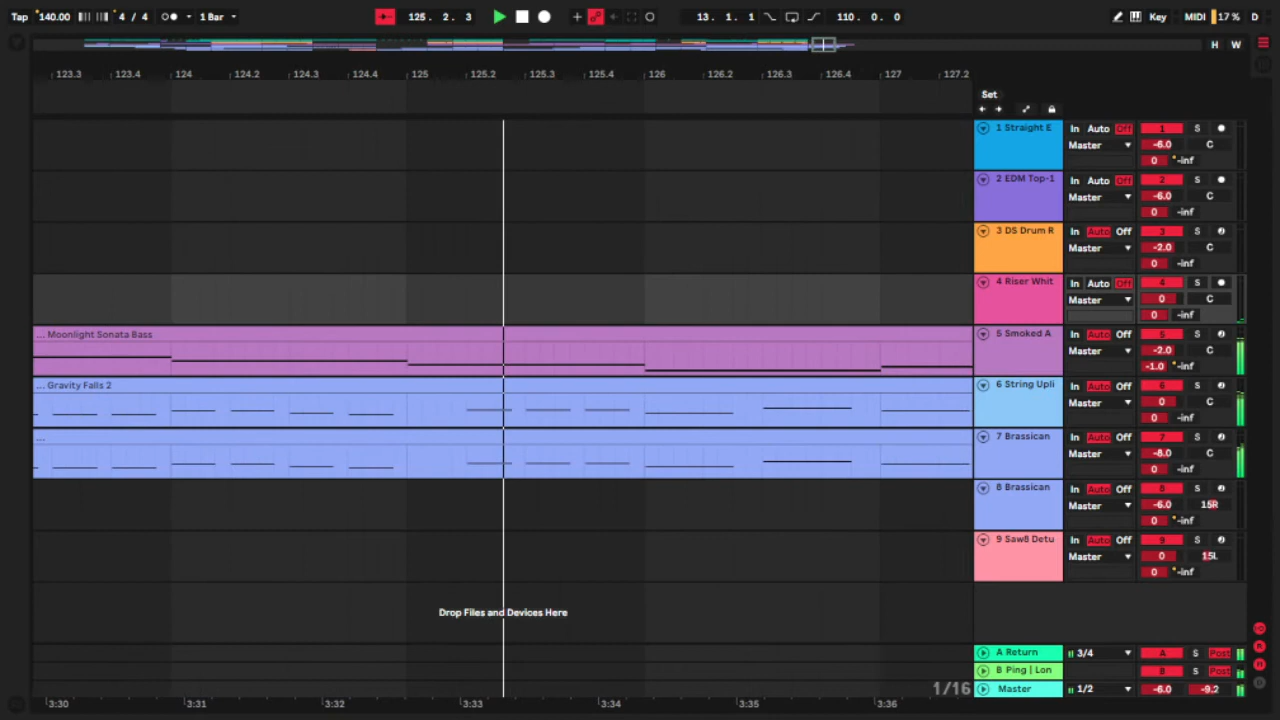 Tap 140.00 4 / 4 1 Bar 125. 2. 3 13. 1. 1 110. 0. 0 Key MIDI 17 % D
H W
123.3 123.4 124 124.2 124.3 124.4 125 125.2 125.3 125.4 126 126.2 126.3 126.4 127 127.2
Set
1 Straight E In Auto Off 1 S
Master -6.0 C
0 -inf
2 EDM Top-1 In Auto Off 2 S
Master -6.0 C
0 -inf
3 DS Drum R In Auto Off 3 S
Master -2.0 C
0 -inf
4 Riser Whit In Auto Off 4 S
Master 0 C
0 -inf
... Moonlight Sonata Bass 5 Smoked A In Auto Off 5 S
Master -2.0 C
-1.0 -inf
... Gravity Falls 2 6 String Upli In Auto Off 6 S
Master 0 C
0 -inf
... 7 Brassican In Auto Off 7 S
Master -8.0 C
0 -inf
8 Brassican In Auto Off 8 S
Master -6.0 15R
0 -inf
9 Saw8 Detu In Auto Off 9 S
Master 0 15L
0 -inf
Drop Files and Devices Here
A Return 3/4 A S Post
B Ping | Lon B S Post
1/16 Master 1/2 -6.0 -9.2
3:30 3:31 3:32 3:33 3:34 3:35 3:36